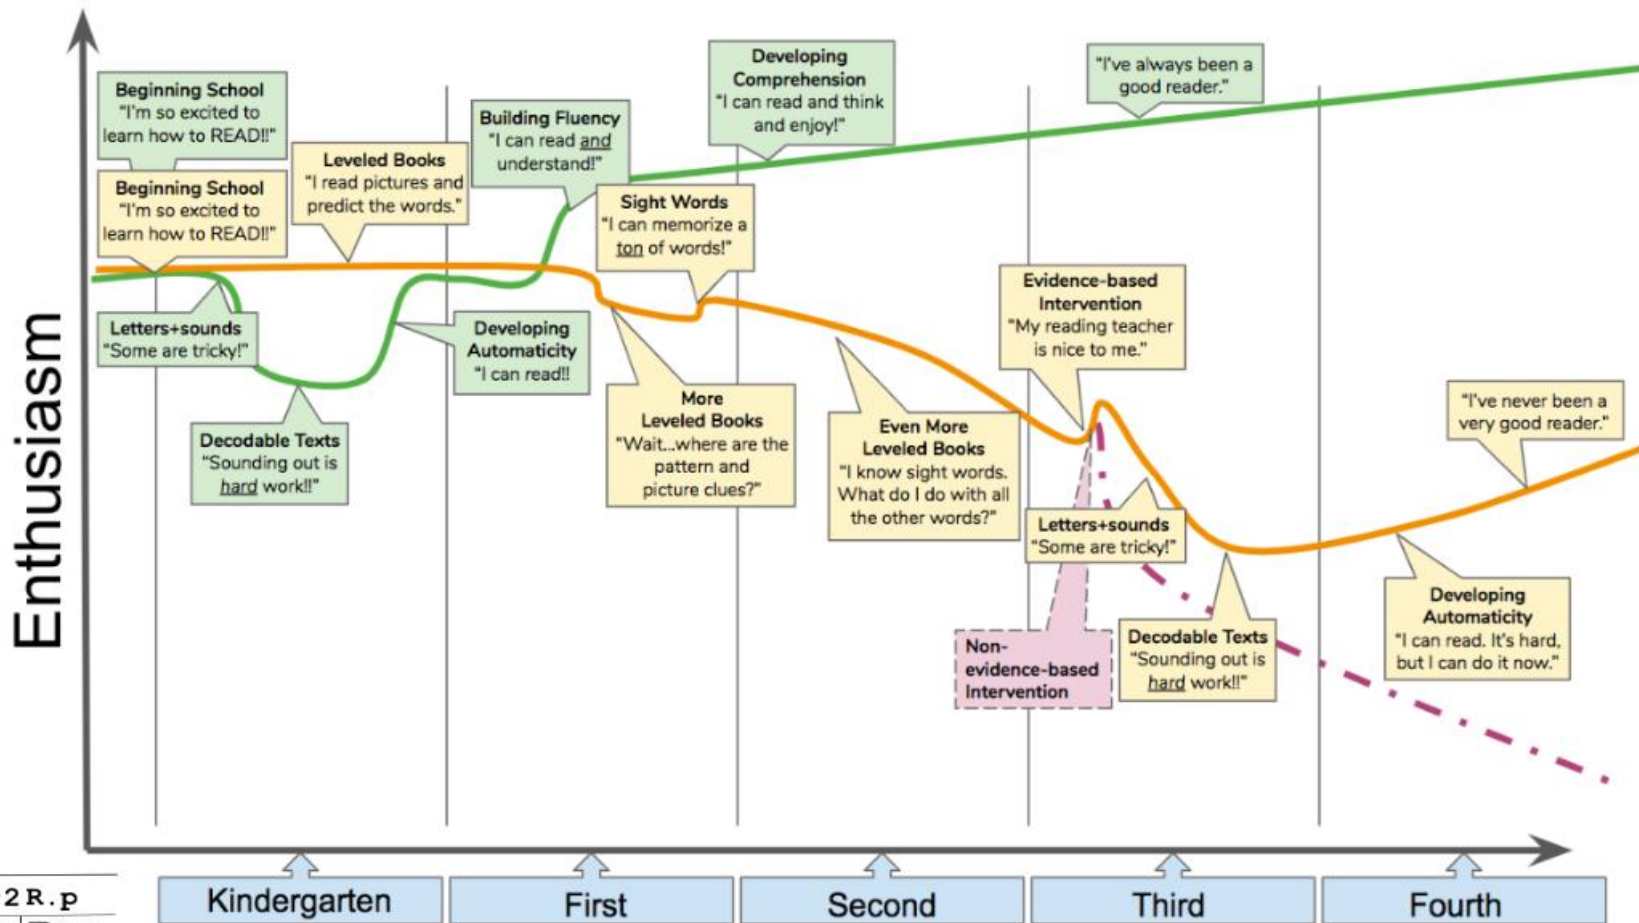 Enthusiasm
Beginning School
"I'm so excited to
learn how to READ!!"
Beginning School
"I'm so excited to
learn how to READ!!"
Leveled Books
"I read pictures and
predict the words."
Letters+sounds
"Some are tricky!"
Decodable Texts
"Sounding out is
hard work!!"
Developing
Automaticity
"I can read!!
Building Fluency
"I can read and
understand!"
Sight Words
"I can memorize a
ton of words!"
Developing
Comprehension
"I can read and think
and enjoy!"
More
Leveled Books
"Wait...where are the
pattern and
picture clues?"
Even More
Leveled Books
"I know sight words.
What do I do with all
the other words?"
"I've always been a
good reader."
Evidence-based
Intervention
"My reading teacher
is nice to me."
Letters+sounds
"Some are tricky!"
Non-
evidence-based
Intervention
Decodable Texts
"Sounding out is
hard work!!"
"I've never been a
very good reader."
Developing
Automaticity
"I can read. It's hard,
but I can do it now."
Kindergarten
First
Second
Third
Fourth
2R.p